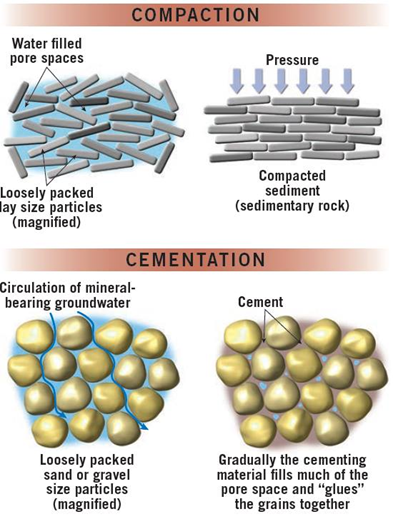 COMPACTION
Water filled
pore spaces
Loosely packed
lay size particles
(magnified)
Pressure
Compacted
sediment
(sedimentary rock)
CEMENTATION
Circulation of mineral-
bearing groundwater
Loosely packed
sand or gravel
size particles
(magnified)
Cement
Gradually the cementing
material fills much of the
pore space and “glues”
the grains together